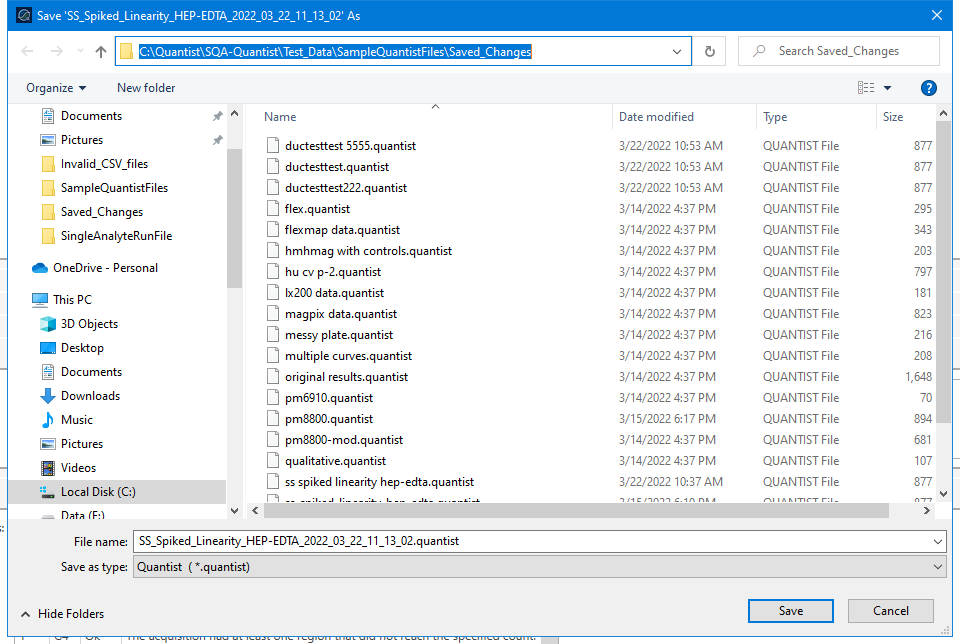 Save 'SS_Spiked_Linearity_HEP-EDTA_2022_03_22_11_13_02' As
C:\Quantist\SQA-Quantist\Test_Data\SampleQuantistFiles\Saved_Changes
Search Saved_Changes
Organize
New folder
Documents
Pictures
Invalid_CSV_files
SampleQuantistFiles
Saved_Changes
SingleAnalyteRunFile
OneDrive - Personal
This PC
3D Objects
Desktop
Documents
Downloads
Music
Pictures
Videos
Local Disk (C:)
Data (E:)
Name Date modified Type Size
ductesttest 5555.quantist 3/22/2022 10:53 AM QUANTIST File 877
ductesttest.quantist 3/22/2022 10:53 AM QUANTIST File 877
ductesttest222.quantist 3/22/2022 10:53 AM QUANTIST File 877
flex.quantist 3/14/2022 4:37 PM QUANTIST File 295
flexmap data.quantist 3/14/2022 4:37 PM QUANTIST File 343
hmhmag with controls.quantist 3/14/2022 4:37 PM QUANTIST File 203
hu cv p-2.quantist 3/14/2022 4:37 PM QUANTIST File 797
lx200 data.quantist 3/14/2022 4:37 PM QUANTIST File 181
magpix data.quantist 3/14/2022 4:37 PM QUANTIST File 823
messy plate.quantist 3/14/2022 4:37 PM QUANTIST File 216
multiple curves.quantist 3/14/2022 4:37 PM QUANTIST File 208
original results.quantist 3/14/2022 4:37 PM QUANTIST File 1,648
pm6910.quantist 3/14/2022 4:37 PM QUANTIST File 70
pm8800.quantist 3/15/2022 6:17 PM QUANTIST File 894
pm8800-mod.quantist 3/14/2022 4:37 PM QUANTIST File 681
qualitative.quantist 3/14/2022 4:37 PM QUANTIST File 107
ss spiked linearity hep-edta.quantist 3/22/2022 10:37 AM QUANTIST File 877
ss_spiked_linearity_hep-edta.quantist 3/15/2022 6:19 PM QUANTIST File 877
File name: SS_Spiked_Linearity_HEP-EDTA_2022_03_22_11_13_02.quantist
Save as type: Quantist ( *.quantist)
Hide Folders
Save
Cancel
The acquisition had at least one region that did not reach the specified count.